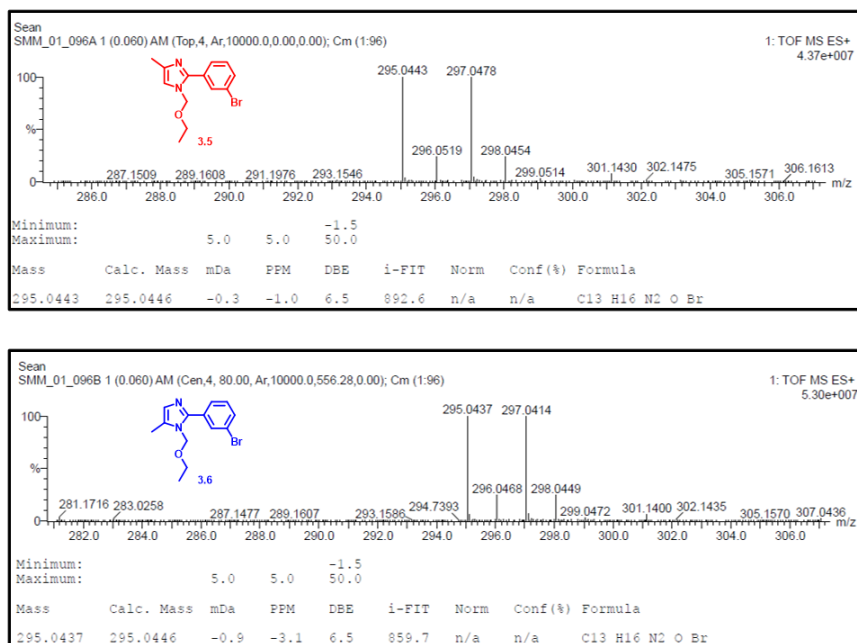 Sean
SMM_01_096A 1 (0.060) AM (Top,4, Ar,10000.0,0.00,0.00); Cm (1:96)
1: TOF MS ES+
4.37e+007
N
N
Br
O
3.5
100
%
0
295.0443
297.0478
296.0519
298.0454
287.1509
289.1608
291.1976
293.1546
299.0514
301.1430
302.1475
305.1571
306.1613
m/z
286.0 288.0 290.0 292.0 294.0 296.0 298.0 300.0 302.0 304.0 306.0
Minimum: -1.5
Maximum: 5.0 5.0 50.0
Mass Calc. Mass mDa PPM DBE i-FIT Norm Conf(%) Formula
295.0443 295.0446 -0.3 -1.0 6.5 892.6 n/a n/a C13 H16 N2 O Br
Sean
SMM_01_096B 1 (0.060) AM (Cen,4, 80.00, Ar,10000.0,556.28,0.00); Cm (1:96)
1: TOF MS ES+
5.30e+007
N
N
Br
O
3.6
100
%
0
295.0437
297.0414
296.0468
298.0449
281.1716
283.0258
287.1477
289.1607
293.1586
294.7393
299.0472
301.1400
302.1435
305.1570
307.0436
m/z
282.0 284.0 286.0 288.0 290.0 292.0 294.0 296.0 298.0 300.0 302.0 304.0 306.0
Minimum: -1.5
Maximum: 5.0 5.0 50.0
Mass Calc. Mass mDa PPM DBE i-FIT Norm Conf(%) Formula
295.0437 295.0446 -0.9 -3.1 6.5 859.7 n/a n/a C13 H16 N2 O Br